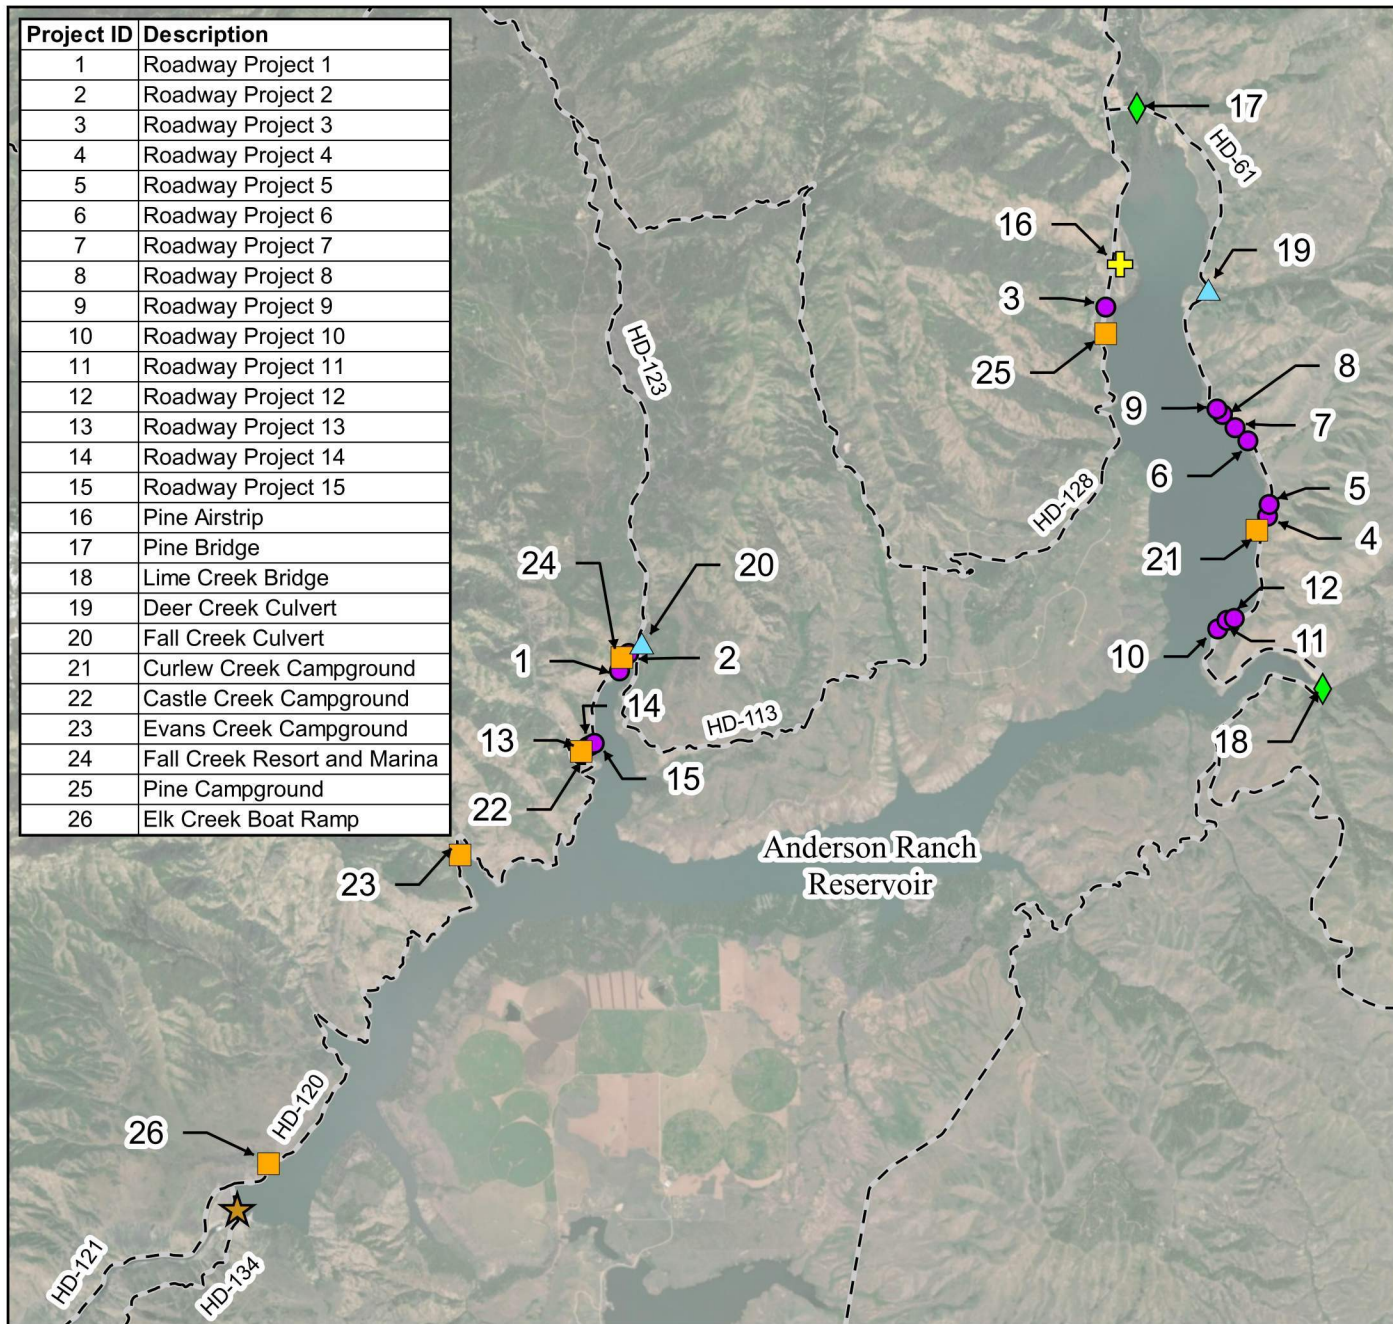 Project ID Description
1 Roadway Project 1
2 Roadway Project 2
3 Roadway Project 3
4 Roadway Project 4
5 Roadway Project 5
6 Roadway Project 6
7 Roadway Project 7
8 Roadway Project 8
9 Roadway Project 9
10 Roadway Project 10
11 Roadway Project 11
12 Roadway Project 12
13 Roadway Project 13
14 Roadway Project 14
15 Roadway Project 15
16 Pine Airstrip
17 Pine Bridge
18 Lime Creek Bridge
19 Deer Creek Culvert
20 Fall Creek Culvert
21 Curlew Creek Campground
22 Castle Creek Campground
23 Evans Creek Campground
24 Fall Creek Resort and Marina
25 Pine Campground
26 Elk Creek Boat Ramp
17
HD-61
16
19
3
HD-123
25
8
9
7
6
HD-128
5
4
24
20
21
12
1
2
11
10
14
HD-113
13
18
15
22
Anderson Ranch
Reservoir
23
HD-120
26
HD-121
HD-134